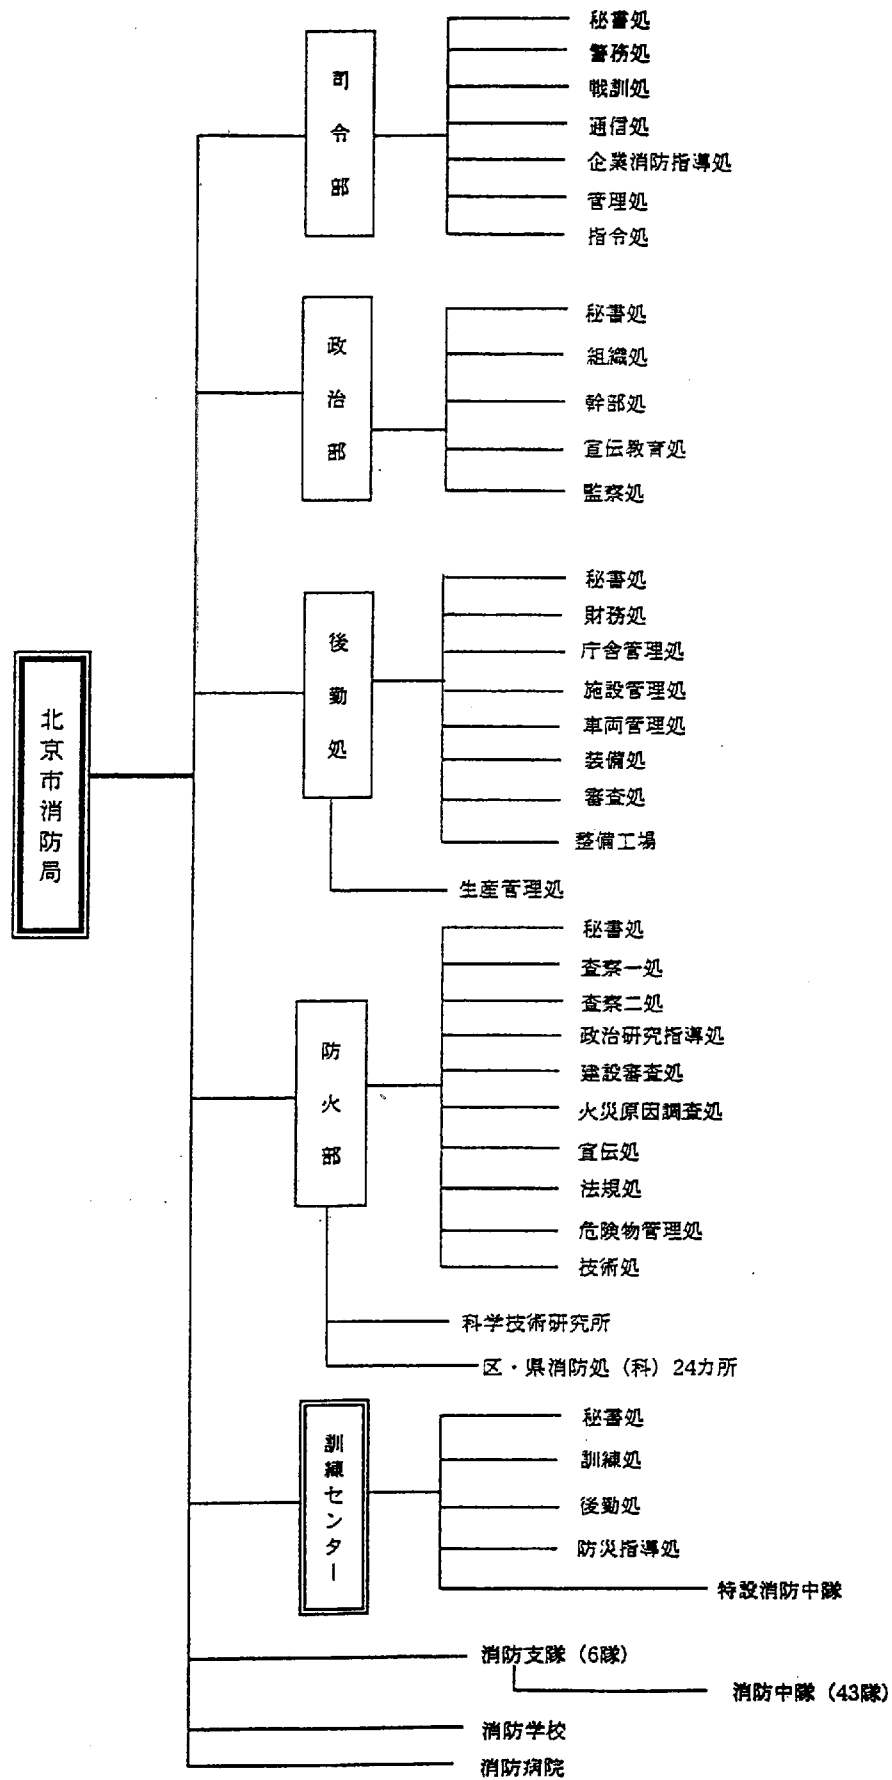 北京市消防局
司令部
秘書処
警務処
戦訓処
通信処
企業消防指導処
管理処
指令処
政治部
秘書処
組織処
幹部処
宣伝教育処
監察処
後勤処
秘書処
財務処
庁舎管理処
施設管理処
車両管理処
装備処
審査処
整備工場
生産管理処
防火部
秘書処
査察一処
査察二処
政治研究指導処
建設審査処
火災原因調査処
宣伝処
法規処
危険物管理処
技術処
科学技術研究所
区・県消防処（科）24カ所
訓練センター
秘書処
訓練処
後勤処
防災指導処
特設消防中隊
消防支隊（6隊）
消防中隊（43隊）
消防学校
消防病院